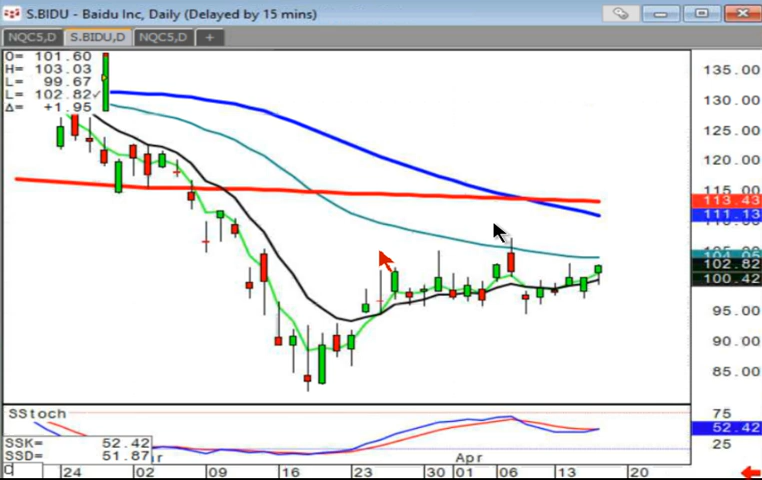 S.BIDU - Baidu Inc, Daily (Delayed by 15 mins)
NQC5,D S.BIDU,D NQC5,D +
O= 101.60
H= 103.03
L= 99.67
L= 102.82✓
Δ= +1.95
135.00
130.00
125.00
120.00
115.00
113.43
111.13
102.82
100.42
95.00
90.00
85.00
SStoch
75
52.42
25
SSK= 52.42
SSD= 51.87
Apr
24 02 09 16 23 30 01 06 13 20